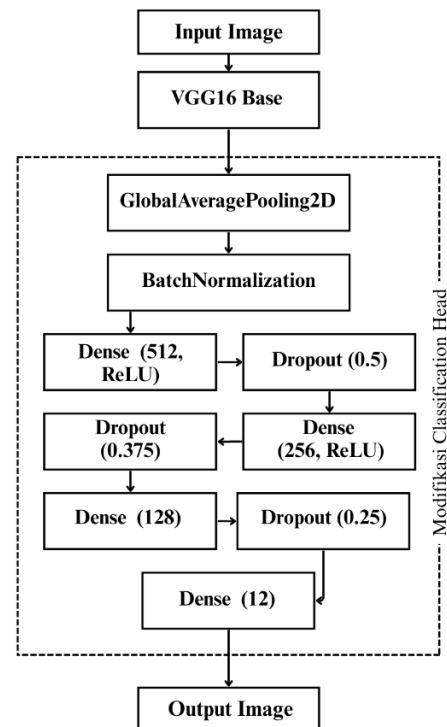 Input Image
VGG16 Base
GlobalAveragePooling2D
BatchNormalization
Dense (512,
ReLU)
Dropout (0.5)
Dense
(256, ReLU)
Dropout
(0.375)
Dense (128)
Dropout (0.25)
Dense (12)
Output Image
Modifikasi Classification Head